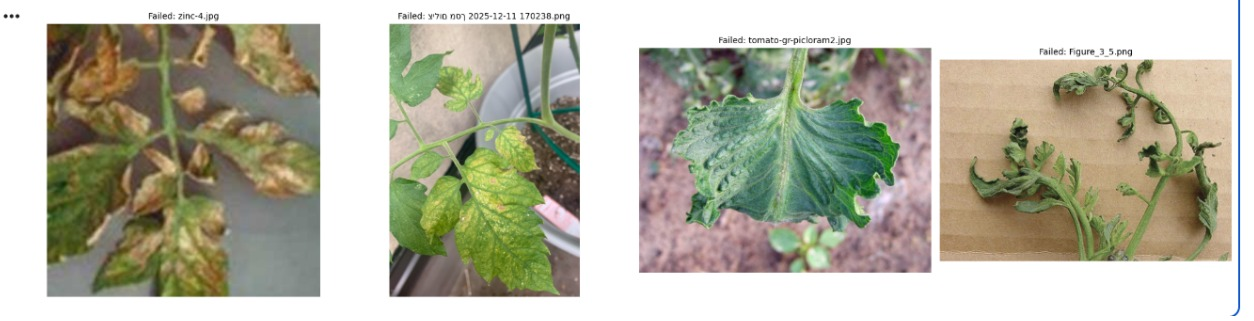 Failed: zinc-4.jpg
Failed: צילום מסך 2025-12-11 170238.png
Failed: tomato-gr-picloram2.jpg
Failed: Figure_3_5.png